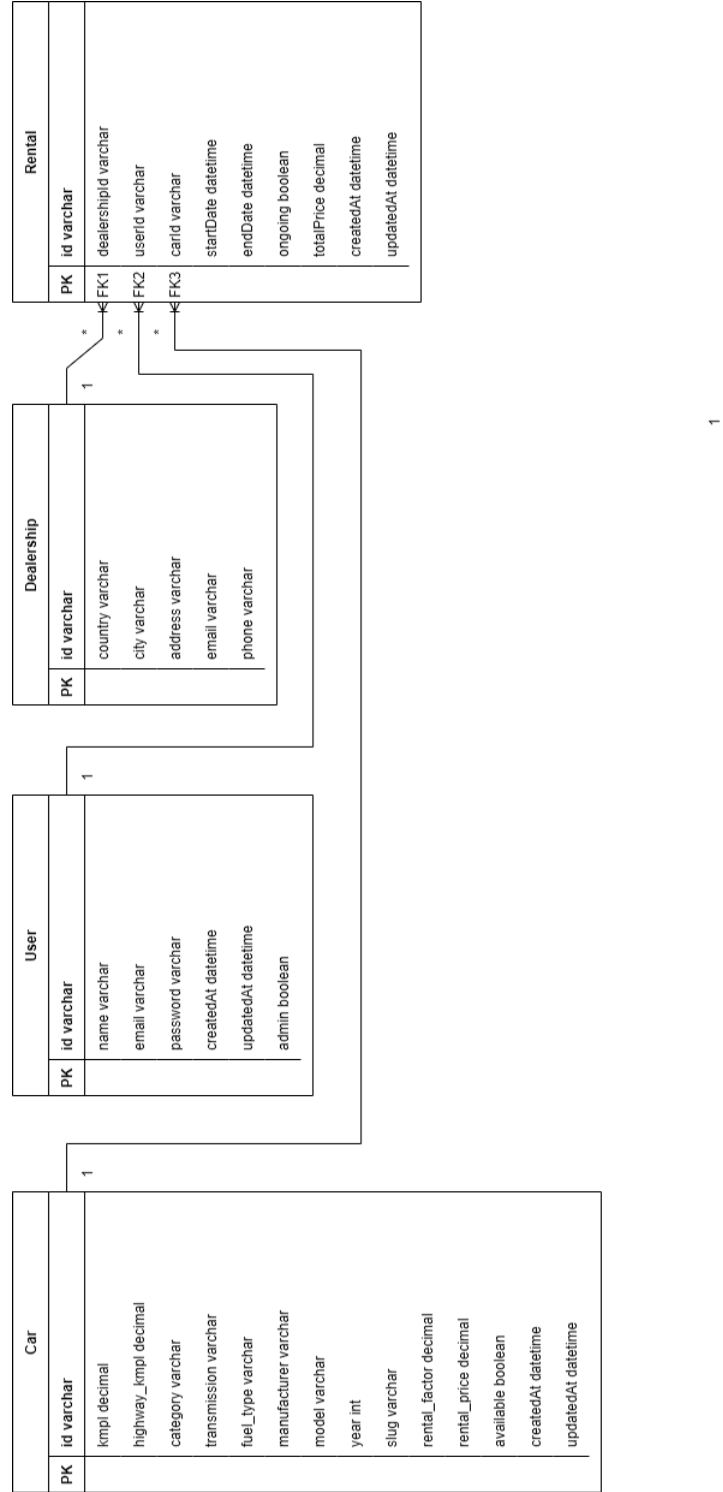 Car
PK id varchar
kmpl decimal
highway_kmpl decimal
category varchar
transmission varchar
fuel_type varchar
manufacturer varchar
model varchar
year int
slug varchar
rental_factor decimal
rental_price decimal
available boolean
createdAt datetime
updatedAt datetime
1
User
PK id varchar
name varchar
email varchar
password varchar
createdAt datetime
updatedAt datetime
admin boolean
1
Dealership
PK id varchar
country varchar
city varchar
address varchar
email varchar
phone varchar
1
*
*
*
Rental
PK id varchar
FK1 dealershipId varchar
FK2 userId varchar
FK3 carId varchar
startDate datetime
endDate datetime
ongoing boolean
totalPrice decimal
createdAt datetime
updatedAt datetime
1